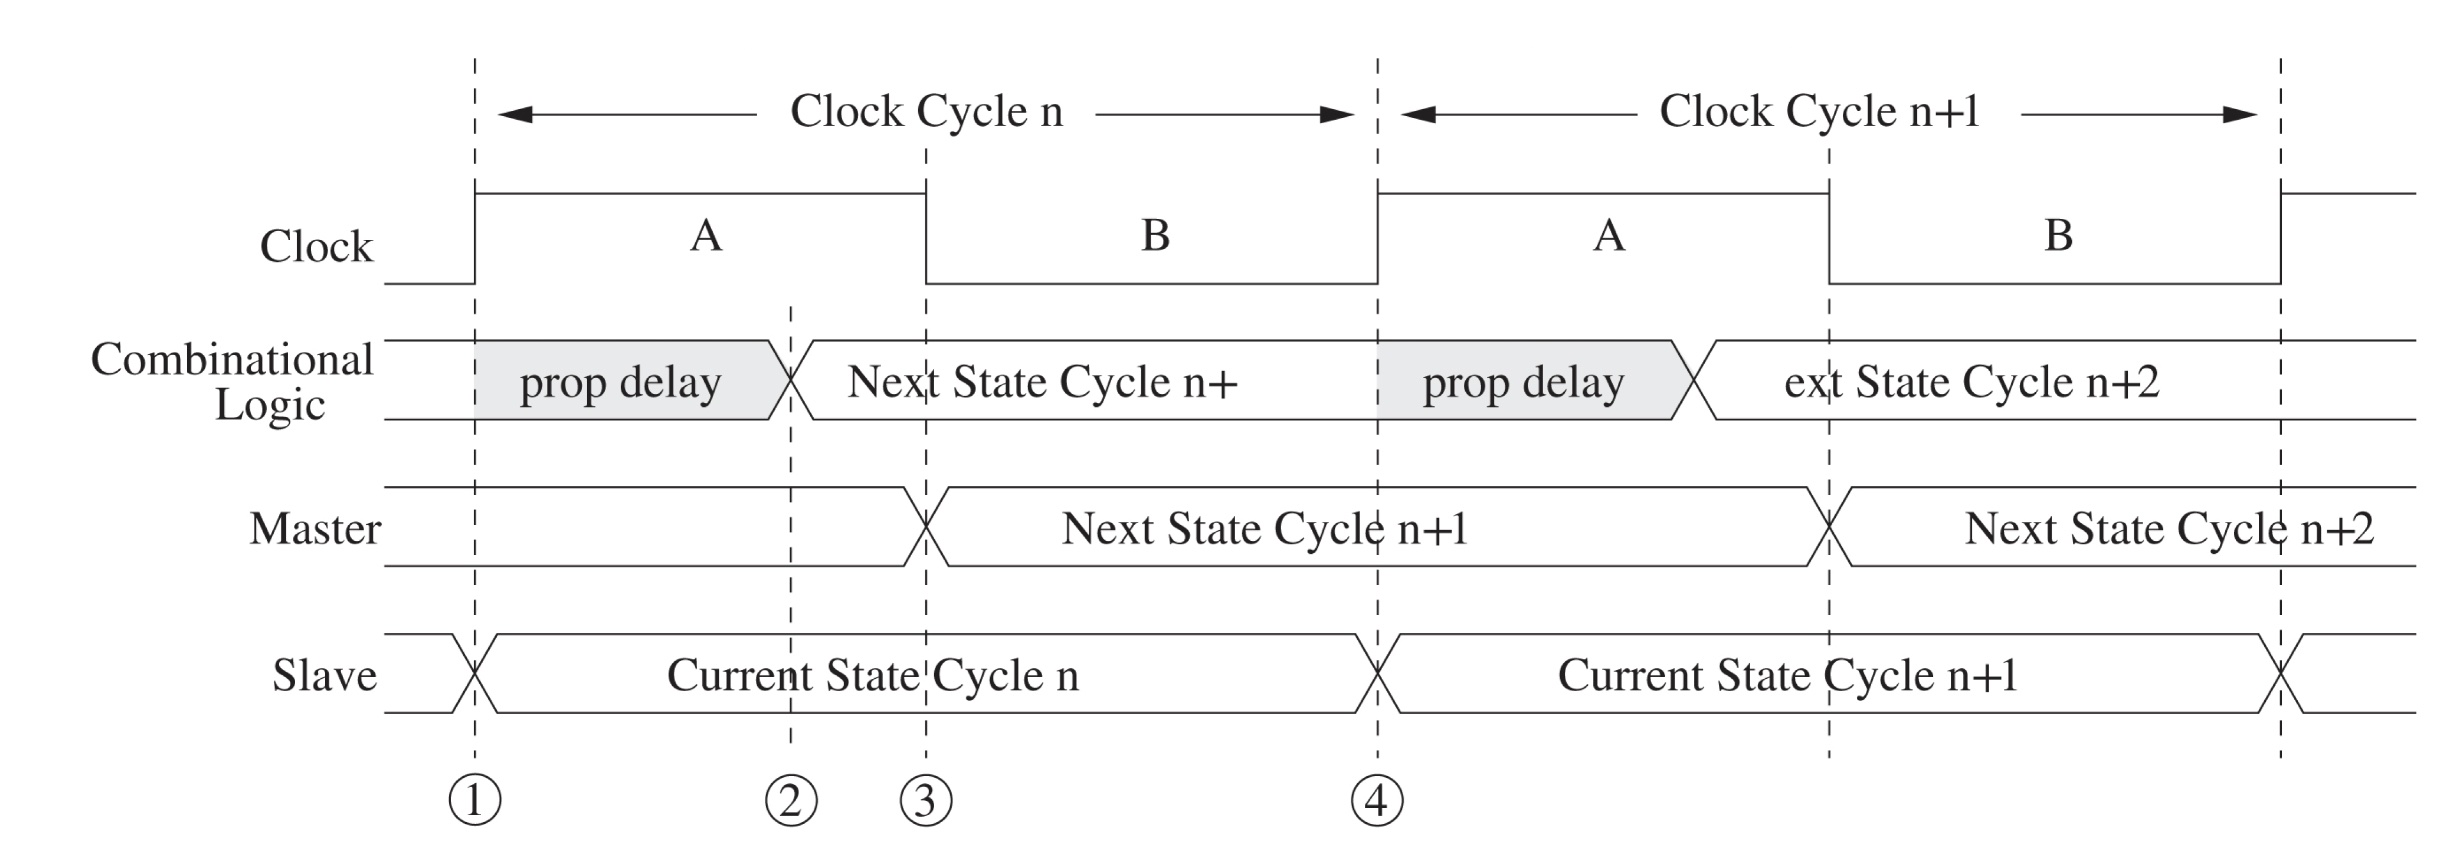 Clock Cycle n
Clock Cycle n+1
Clock
A
B
A
B
Combinational
Logic
prop delay
Next State Cycle n+
prop delay
ext State Cycle n+2
Master
Next State Cycle n+1
Next State Cycle n+2
Slave
Current State Cycle n
Current State Cycle n+1
1
2
3
4